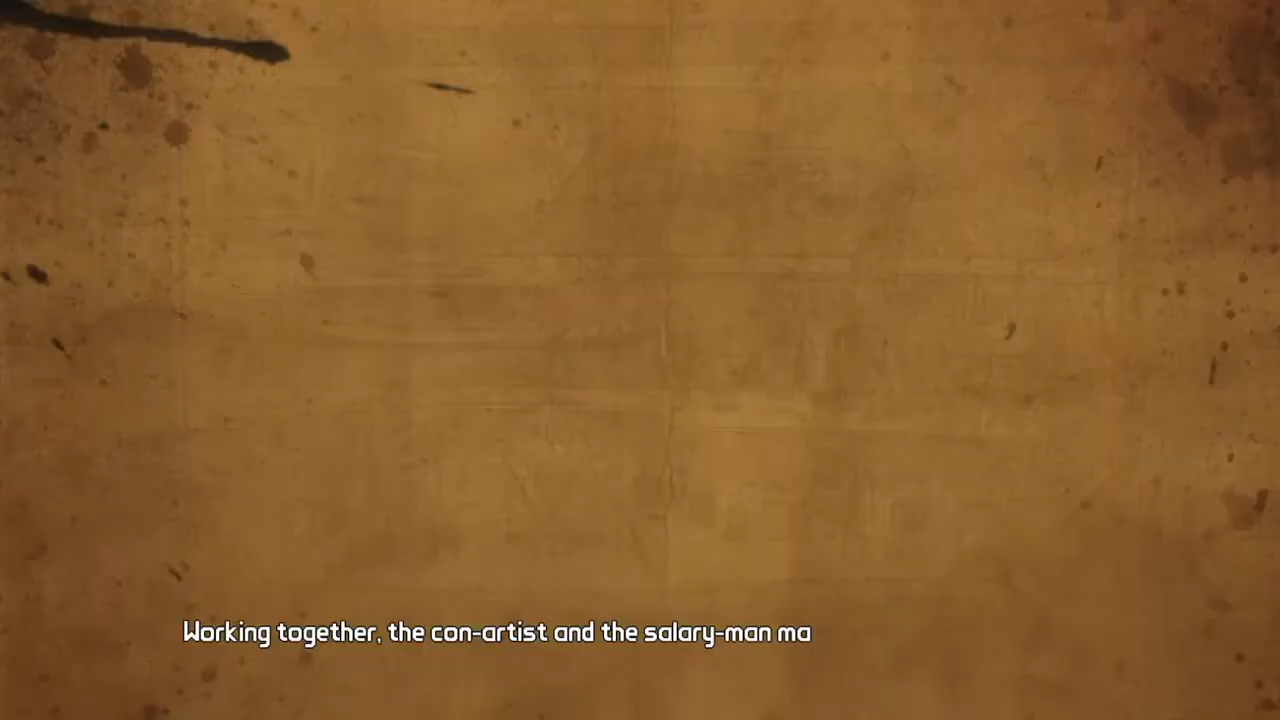 Working together, the con-artist and the salary-man ma